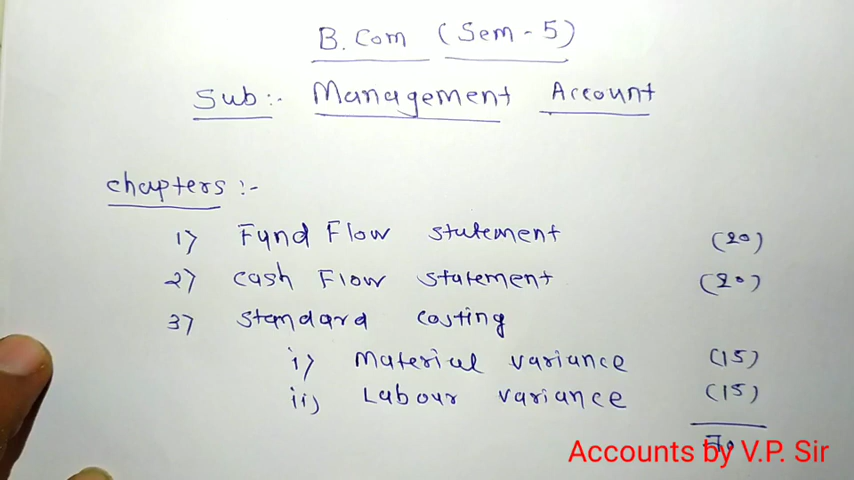 B. Com (Sem - 5)
Sub:- Management Account
chapters :-
1) Fund Flow statement (20)
2) cash Flow statement (20)
3) standard costing
i) Material variance (15)
ii) Labour variance (15)
70
Accounts by V.P. Sir